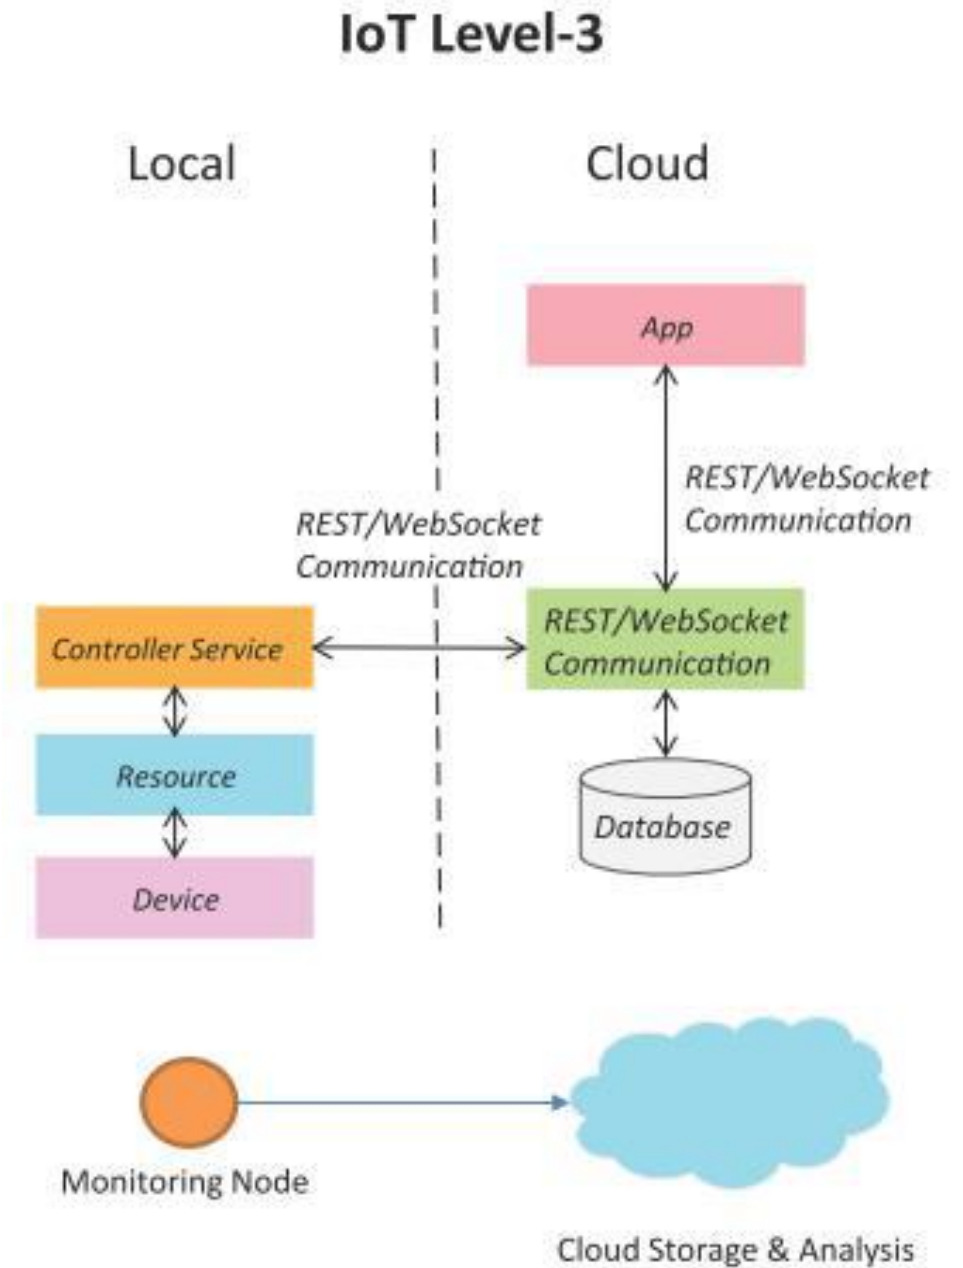 IoT Level-3
Local
Cloud
App
REST/WebSocket
Communication
REST/WebSocket
Communication
Controller Service
REST/WebSocket
Communication
Resource
Database
Device
Monitoring Node
Cloud Storage & Analysis